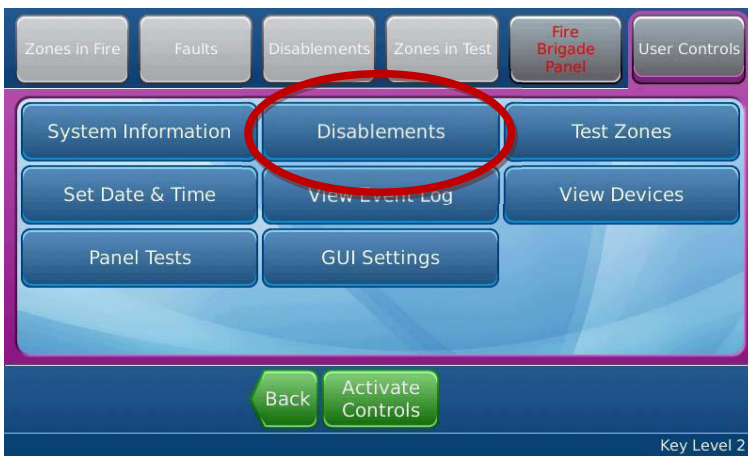 Zones in Fire
Faults
Disablements
Zones in Test
Fire
Brigade
Panel
User Controls
System Information
Disablements
Test Zones
Set Date & Time
View Event Log
View Devices
Panel Tests
GUI Settings
Back
Activate
Controls
Key Level 2